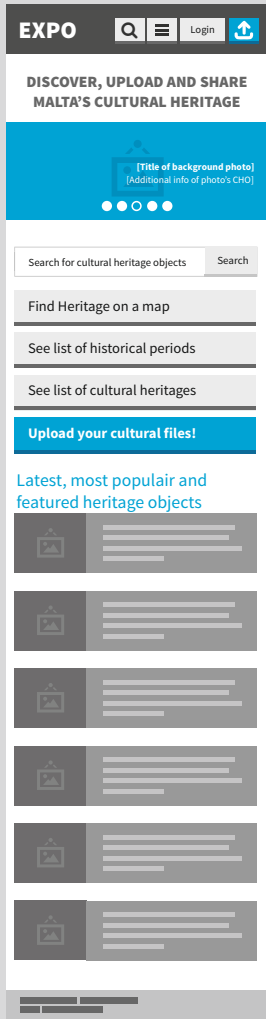 EXPO
Login
DISCOVER, UPLOAD AND SHARE
MALTA'S CULTURAL HERITAGE
[Title of background photo]
[Additional info of photo's CHO]
Search for cultural heritage objects
Search
Find Heritage on a map
See list of historical periods
See list of cultural heritages
Upload your cultural files!
Latest, most populair and
featured heritage objects